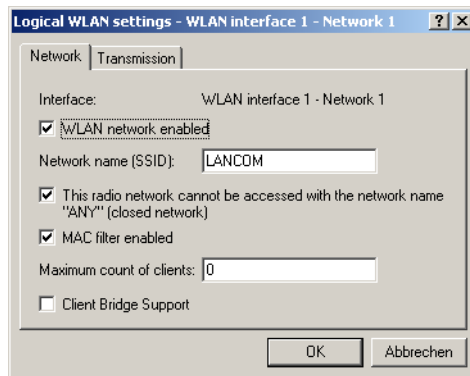 Logical WLAN settings - WLAN interface 1 - Network 1
Network
Transmission
Interface: WLAN interface 1 - Network 1
WLAN network enabled
Network name (SSID): LANCOM
This radio network cannot be accessed with the network name
"ANY" (closed network)
MAC filter enabled
Maximum count of clients: 0
Client Bridge Support
OK
Abbrechen